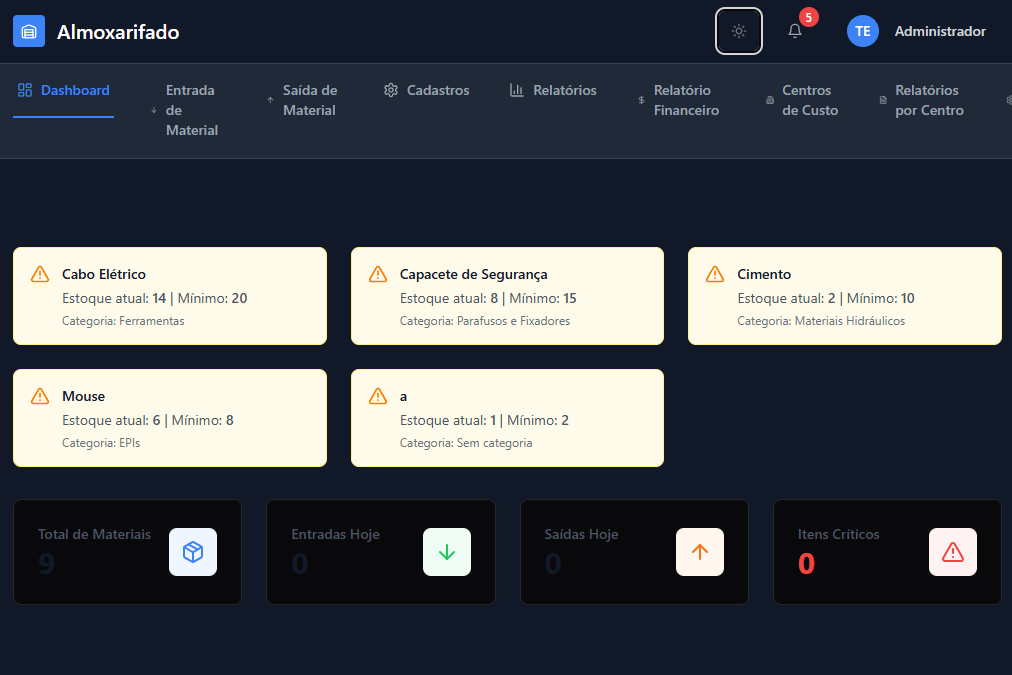 Almoxarifado
5
TE
Administrador
Dashboard
Entrada
de
Material
Saída de
Material
Cadastros
Relatórios
$
Relatório
Financeiro
Centros
de Custo
Relatórios
por Centro
Cabo Elétrico
Estoque atual: 14 | Mínimo: 20
Categoria: Ferramentas
Capacete de Segurança
Estoque atual: 8 | Mínimo: 15
Categoria: Parafusos e Fixadores
Cimento
Estoque atual: 2 | Mínimo: 10
Categoria: Materiais Hidráulicos
Mouse
Estoque atual: 6 | Mínimo: 8
Categoria: EPIs
a
Estoque atual: 1 | Mínimo: 2
Categoria: Sem categoria
Total de Materiais
9
Entradas Hoje
0
Saídas Hoje
0
Itens Críticos
0